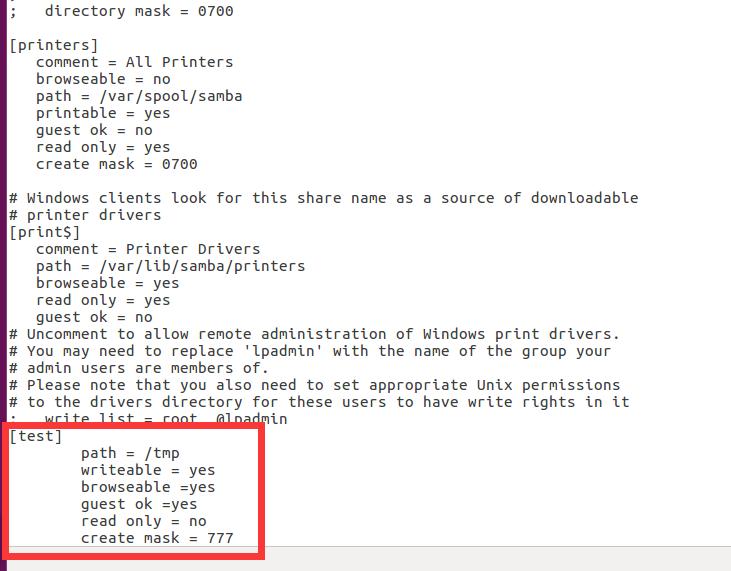 ;   directory mask = 0700
[printers]
   comment = All Printers
   browseable = no
   path = /var/spool/samba
   printable = yes
   guest ok = no
   read only = yes
   create mask = 0700
# Windows clients look for this share name as a source of downloadable
# printer drivers
[print$]
   comment = Printer Drivers
   path = /var/lib/samba/printers
   browseable = yes
   read only = yes
   guest ok = no
# Uncomment to allow remote administration of Windows print drivers.
# You may need to replace 'lpadmin' with the name of the group your
# admin users are members of.
# Please note that you also need to set appropriate Unix permissions
# to the drivers directory for these users to have write rights in it
;   write list = root, @lpadmin
[test]
        path = /tmp
        writeable = yes
        browseable =yes
        guest ok =yes
        read only = no
        create mask = 777